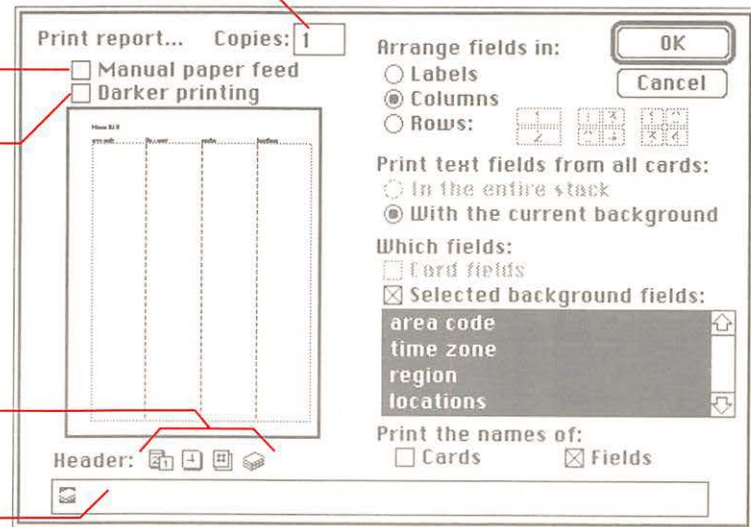 Print report... Copies: 1
Manual paper feed
Darker printing
area code
Header:
Arrange fields in:
Labels
Columns
Rows:
OK
Cancel
Print text fields from all cards:
In the entire stack
With the current background
Which fields:
Card fields
Selected background fields:
area code
time zone
region
locations
Print the names of:
Cards
Fields